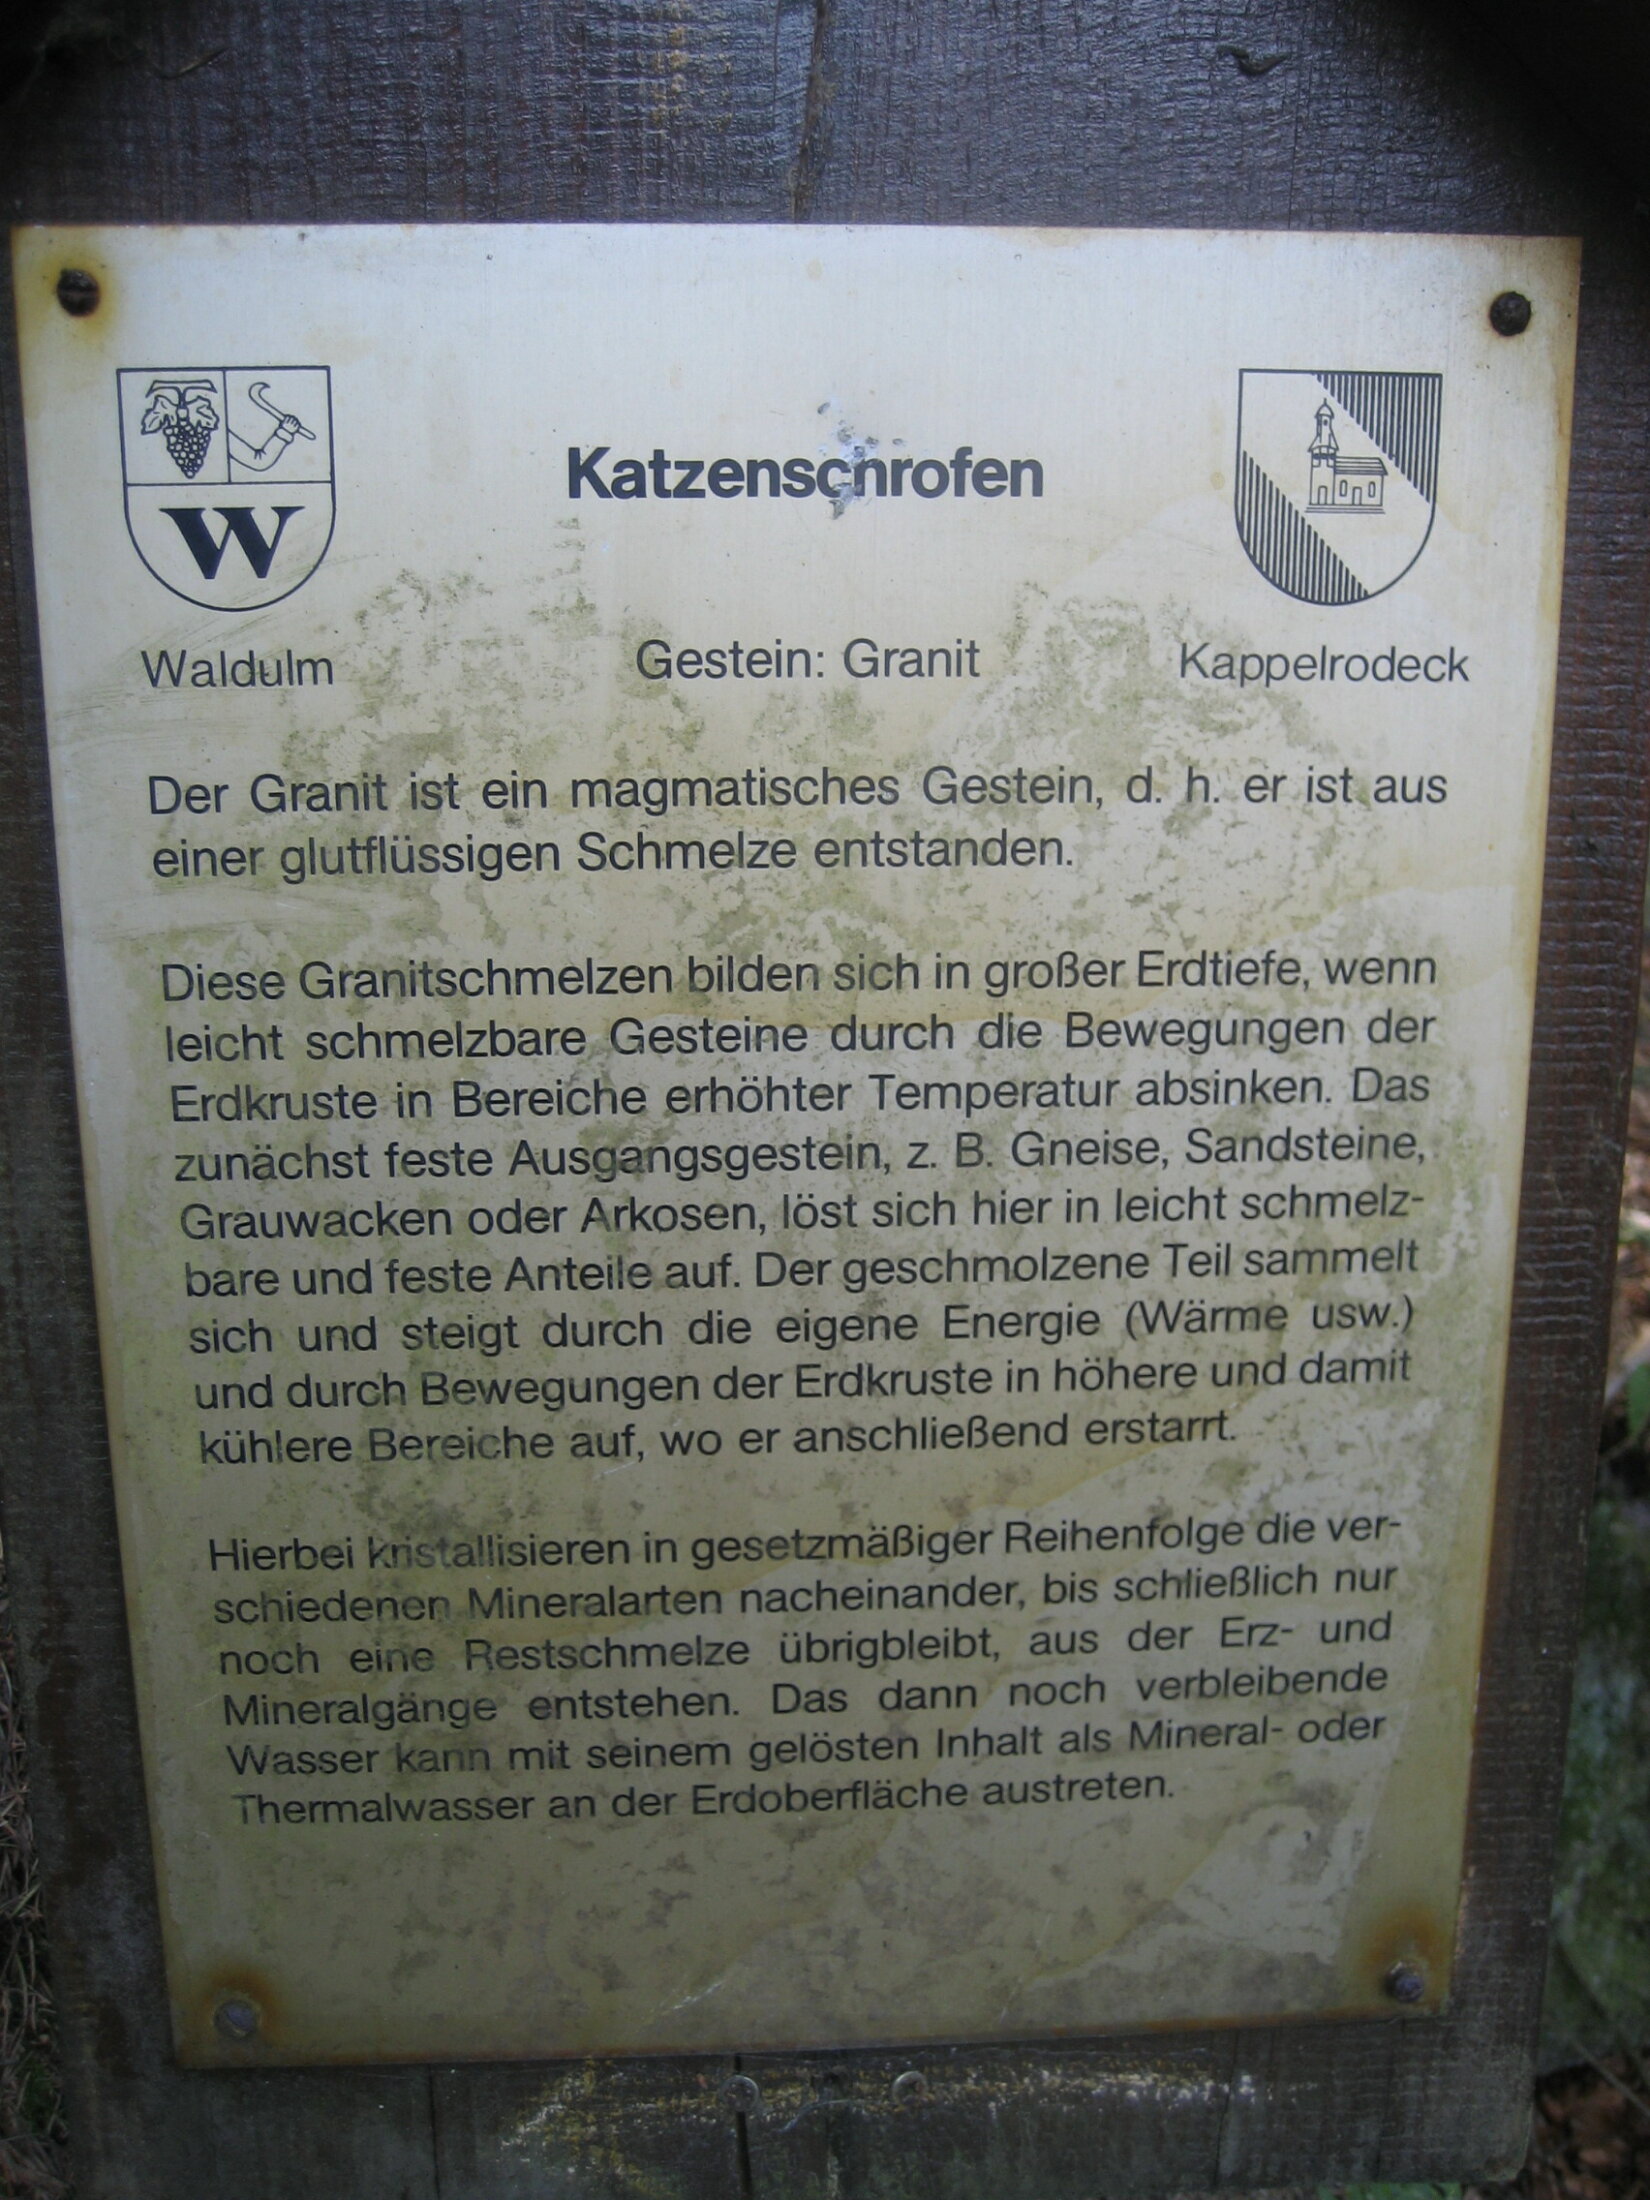 W
Katzenschrofen
Waldulm
Gestein: Granit
Kappelrodeck
Der Granit ist ein magmatisches Gestein, d. h. er ist aus
einer glutflüssigen Schmelze entstanden.
Diese Granitschmelzen bilden sich in großer Erdtiefe, wenn
leicht schmelzbare Gesteine durch die Bewegungen der
Erdkruste in Bereiche erhöhter Temperatur absinken. Das
zunächst feste Ausgangsgestein, z. B. Gneise, Sandsteine,
Grauwacken oder Arkosen, löst sich hier in leicht schmelz-
bare und feste Anteile auf. Der geschmolzene Teil sammelt
sich und steigt durch die eigene Energie (Wärme usw.)
und durch Bewegungen der Erdkruste in höhere und damit
kühlere Bereiche auf, wo er anschließend erstarrt.
Hierbei kristallisieren in gesetzmäßiger Reihenfolge die ver-
schiedenen Mineralarten nacheinander, bis schließlich nur
noch eine Restschmelze übrigbleibt, aus der Erz- und
Mineralgänge entstehen. Das dann noch verbleibende
Wasser kann mit seinem gelösten Inhalt als Mineral- oder
Thermalwasser an der Erdoberfläche austreten.